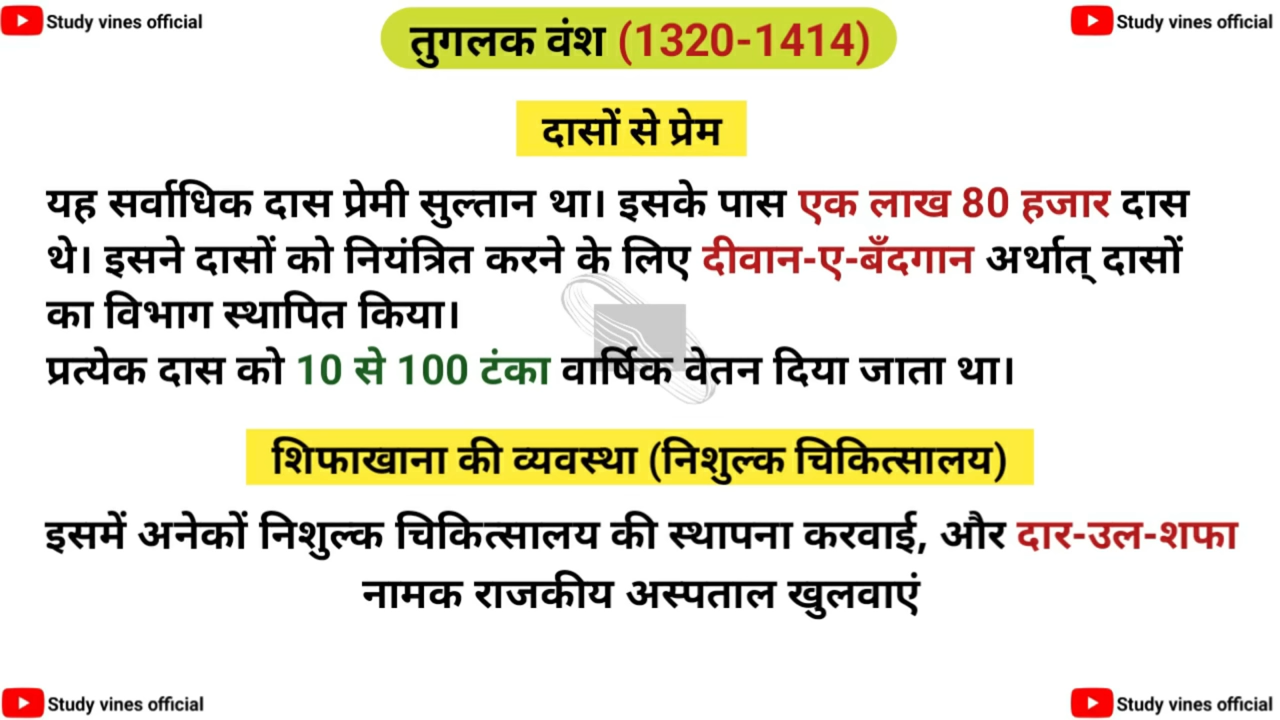 Study vines official
Study vines official
तुगलक वंश (1320-1414)
दासों से प्रेम
यह सर्वाधिक दास प्रेमी सुल्तान था। इसके पास एक लाख 80 हजार दास
थे। इसने दासों को नियंत्रित करने के लिए दीवान-ए-बँदगान अर्थात् दासों
का विभाग स्थापित किया।
प्रत्येक दास को 10 से 100 टंका वार्षिक वेतन दिया जाता था।
शिफाखाना की व्यवस्था (निशुल्क चिकित्सालय)
इसमें अनेकों निशुल्क चिकित्सालय की स्थापना करवाई, और दार-उल-शफा
नामक राजकीय अस्पताल खुलवाएं
Study vines official
Study vines official